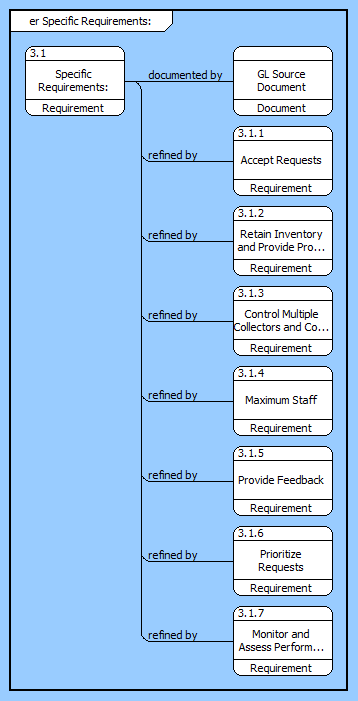 er Specific Requirements:
3.1
Specific
Requirements:
Requirement
documented by
GL Source
Document
Document
refined by
3.1.1
Accept Requests
Requirement
refined by
3.1.2
Retain Inventory
and Provide Pro...
Requirement
refined by
3.1.3
Control Multiple
Collectors and Co...
Requirement
refined by
3.1.4
Maximum Staff
Requirement
refined by
3.1.5
Provide Feedback
Requirement
refined by
3.1.6
Prioritize
Requests
Requirement
refined by
3.1.7
Monitor and
Assess Perform...
Requirement